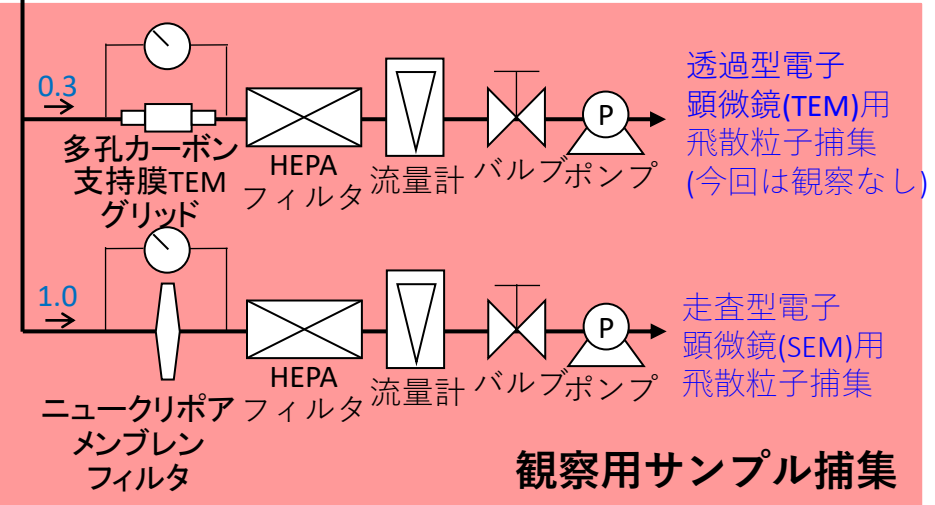 0.3
多孔カーボン
支持膜TEM
グリッド
HEPA
フィルタ
流量計
バルブ
P
ポンプ
透過型電子
顕微鏡(TEM)用
飛散粒子捕集
(今回は観察なし)
1.0
ニュークリポア
メンブレン
フィルタ
HEPA
フィルタ
流量計
バルブ
P
ポンプ
走査型電子
顕微鏡(SEM)用
飛散粒子捕集
観察用サンプル捕集